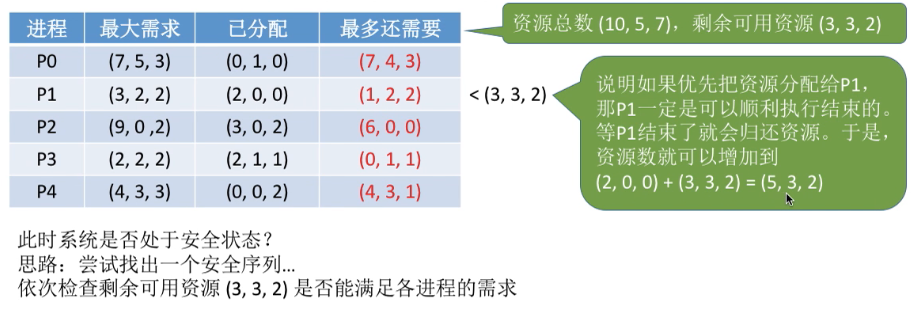 进程 最大需求 已分配 最多还需要
P0 (7, 5, 3) (0, 1, 0) (7, 4, 3)
P1 (3, 2, 2) (2, 0, 0) (1, 2, 2)
P2 (9, 0 ,2) (3, 0, 2) (6, 0, 0)
P3 (2, 2, 2) (2, 1, 1) (0, 1, 1)
P4 (4, 3, 3) (0, 0, 2) (4, 3, 1)
资源总数 (10, 5, 7)，剩余可用资源 (3, 3, 2)
< (3, 3, 2)
说明如果优先把资源分配给P1，
那P1一定是可以顺利执行结束的。
等P1结束了就会归还资源。于是，
资源数就可以增加到
(2, 0, 0) + (3, 3, 2) = (5, 3, 2)
此时系统是否处于安全状态？
思路：尝试找出一个安全序列...
依次检查剩余可用资源 (3, 3, 2) 是否能满足各进程的需求